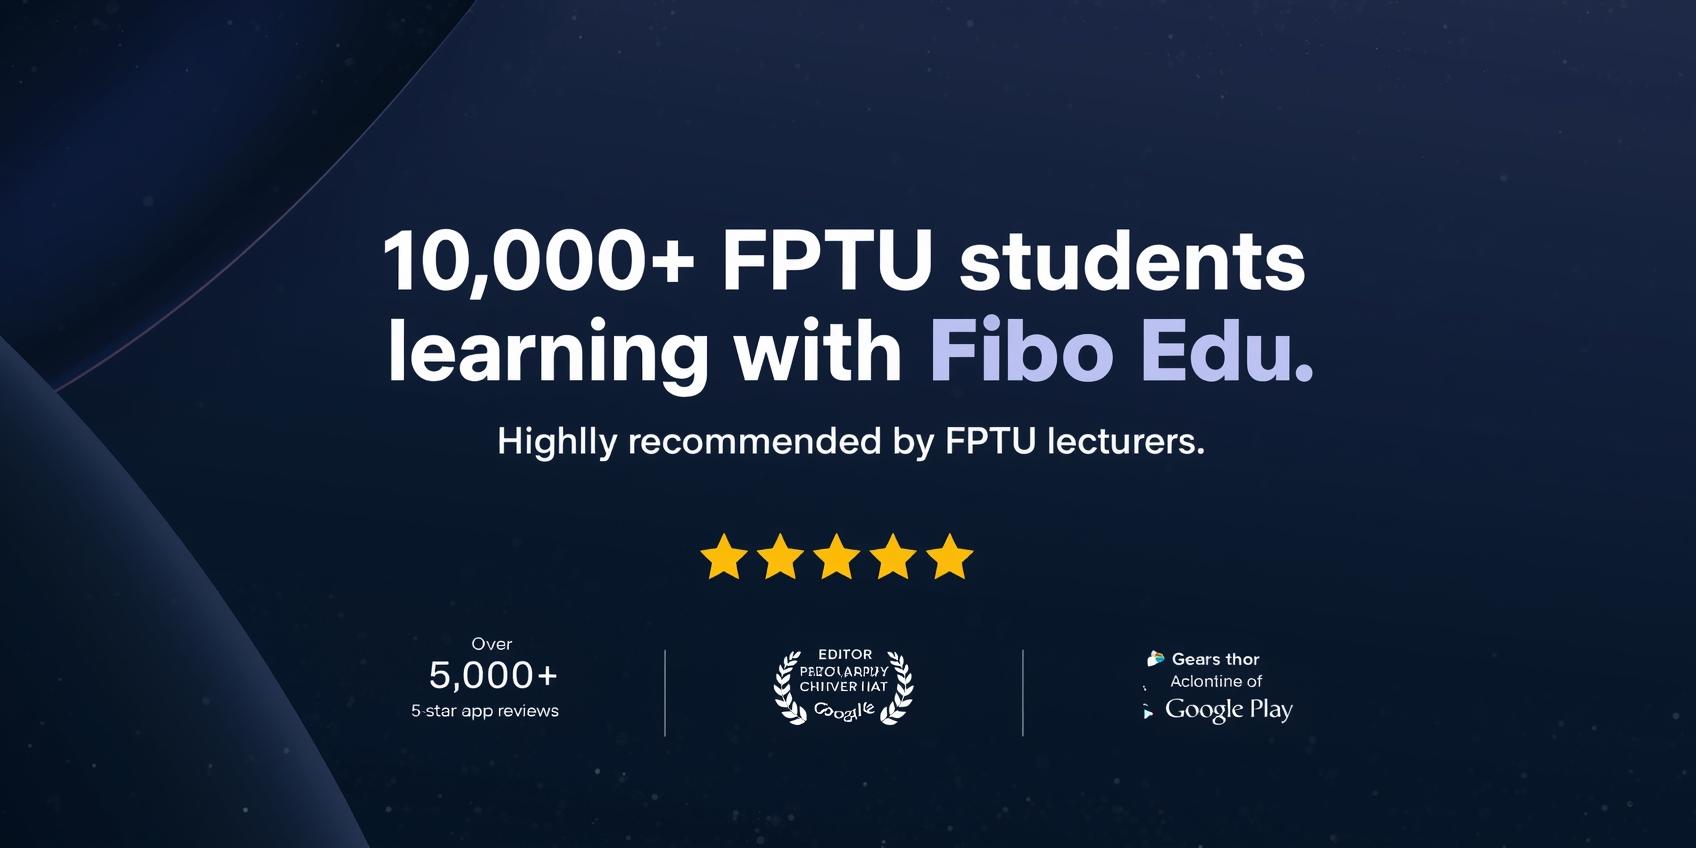 10,000+ FPTU students
learning with Fibo Edu.
Highlly recommended by FPTU lecturers.
Over
5,000+
5-star app reviews
EDITOR
Google
Gears thor
Aclontine of
Google Play